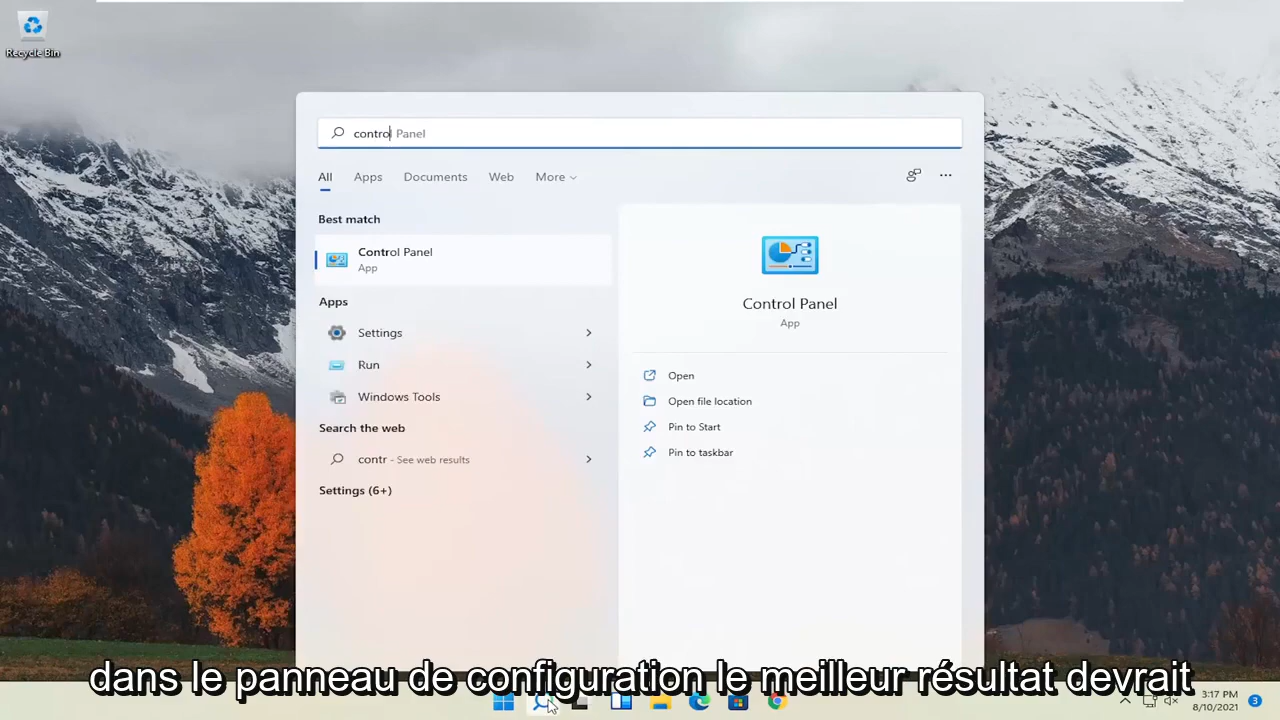 Recycle Bin
control Panel
All Apps Documents Web More
Best match
Control Panel
App
Apps
Settings
Run
Windows Tools
Search the web
contr - See web results
Settings (6+)
Control Panel
App
Open
Open file location
Pin to Start
Pin to taskbar
dans le panneau de configuration le meilleur résultat devrait
3:17 PM
8/10/2021
3